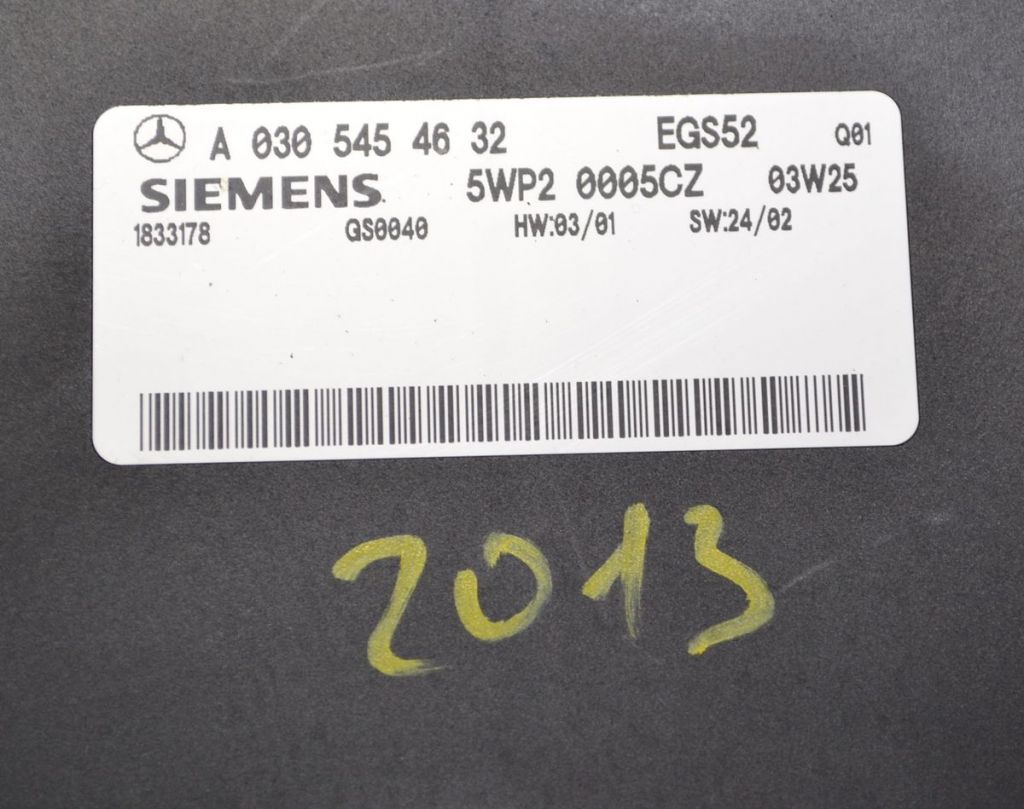 A 030 545 46 32 EGS52 Q01
SIEMENS 5WP2 0005CZ 03W25
1833178 QS0040 HW:03/01 SW:24/02
2013